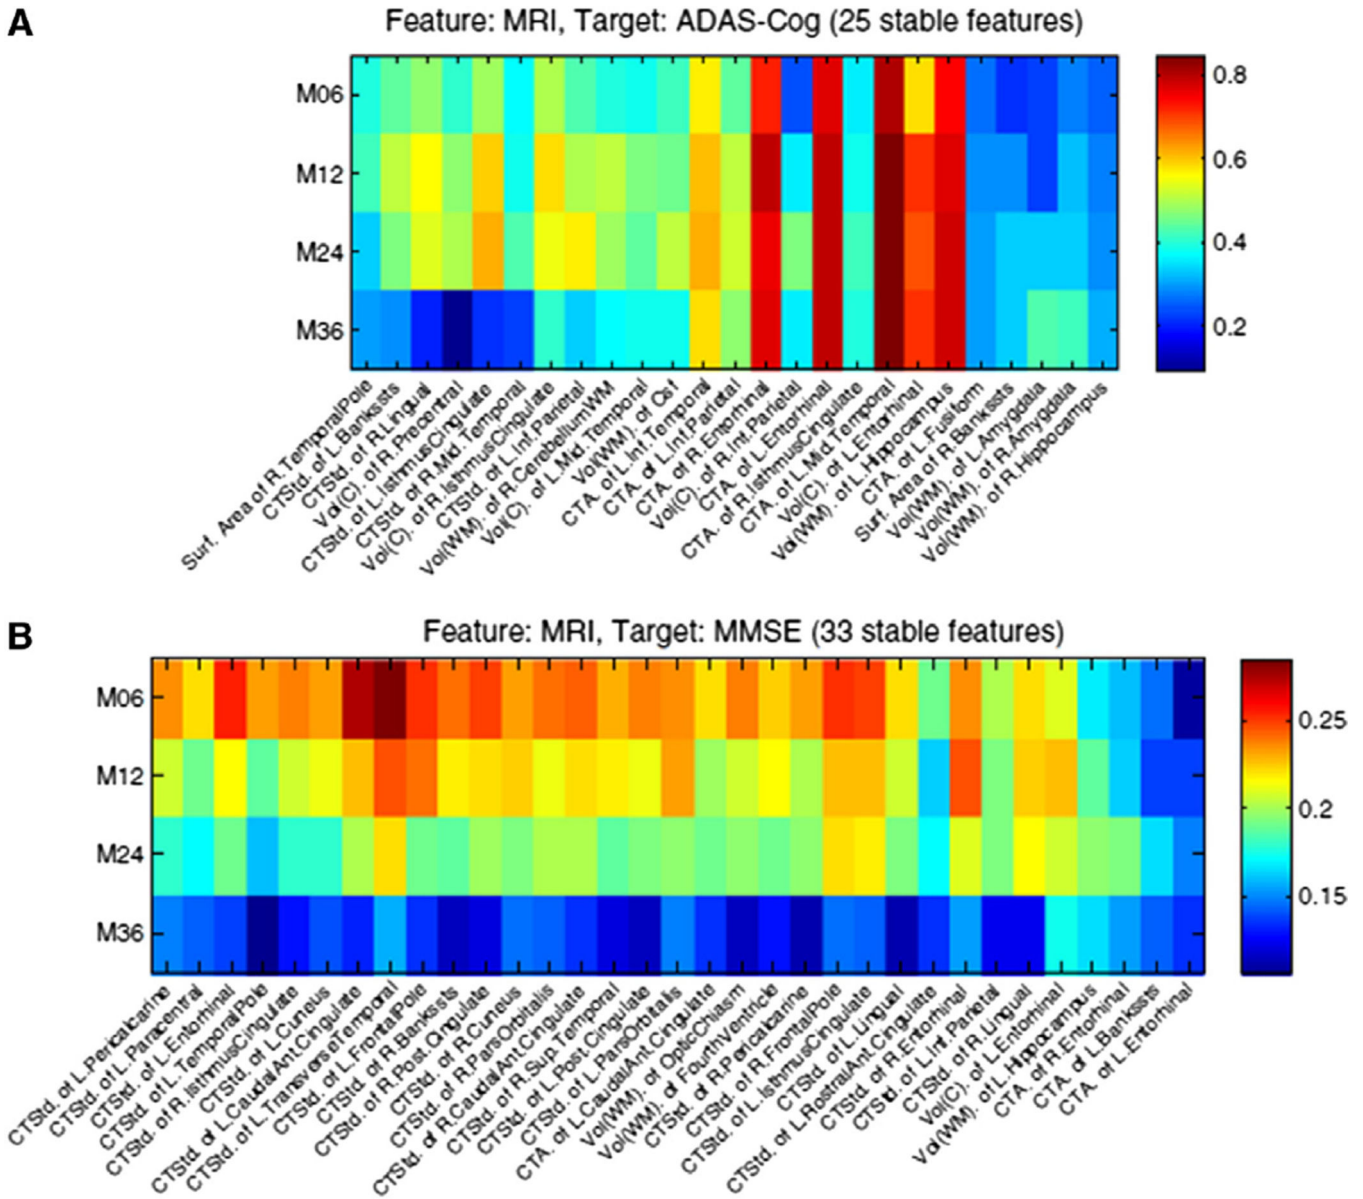 A
Feature: MRI, Target: ADAS-Cog (25 stable features)
M06
M12
M24
M36
0.8
0.6
0.4
0.2
Surf. Area of R.TemporalPole
CTStd. of L.Bankssts
CTStd. of R.Lingual
Vol(C). of R.Precentral
CTStd. of L.IsthmusCingulate
CTStd. of R.Mid.Temporal
Vol(C). of R.IsthmusCingulate
CTStd. of L.Inf.Parietal
Vol(WM). of R.CerebellumWM
Vol(C). of L.Mid.Temporal
Vol(WM). of Csf
CTA. of L.Inf.Temporal
CTA. of L.Inf.Parietal
CTA. of R.Entorhinal
Vol(C). of R.Inf.Parietal
CTA. of L.Entorhinal
CTA. of R.IsthmusCingulate
CTA. of L.Mid.Temporal
Vol(C). of L.Entorhinal
Vol(WM). of L.Hippocampus
CTA. of L.Fusiform
Surf. Area of R.Bankssts
Vol(WM). of L.Amygdala
Vol(WM). of R.Amygdala
Vol(WM). of R.Hippocampus
B
Feature: MRI, Target: MMSE (33 stable features)
M06
M12
M24
M36
0.25
0.2
0.15
CTStd. of L.Pericalcarine
CTStd. of L.Paracentral
CTStd. of L.Entorhinal
CTStd. of L.TemporalPole
CTStd. of R.IsthmusCingulate
CTStd. of L.Cuneus
CTStd. of L.CaudalAnt.Cingulate
CTStd. of L.TransverseTemporal
CTStd. of L.FrontalPole
CTStd. of R.Bankssts
CTStd. of R.Post.Cingulate
CTStd. of R.Cuneus
CTStd. of R.ParsOrbitalis
CTStd. of R.CaudalAnt.Cingulate
CTStd. of R.Sup.Temporal
CTStd. of L.Post.Cingulate
CTStd. of L.ParsOrbitalis
CTA. of L.CaudalAnt.Cingulate
Vol(WM). of OpticChiasm
Vol(WM). of FourthVentricle
CTStd. of R.Pericalcarine
CTStd. of R.FrontalPole
CTStd. of L.IsthmusCingulate
CTStd. of L.Lingual
CTStd. of L.RostralAnt.Cingulate
CTStd. of R.Entorhinal
CTStd. of L.Inf.Parietal
CTStd. of R.Lingual
Vol(C). of L.Entorhinal
Vol(WM). of L.Hippocampus
CTA. of R.Entorhinal
CTA. of L.Bankssts
CTA. of L.Entorhinal